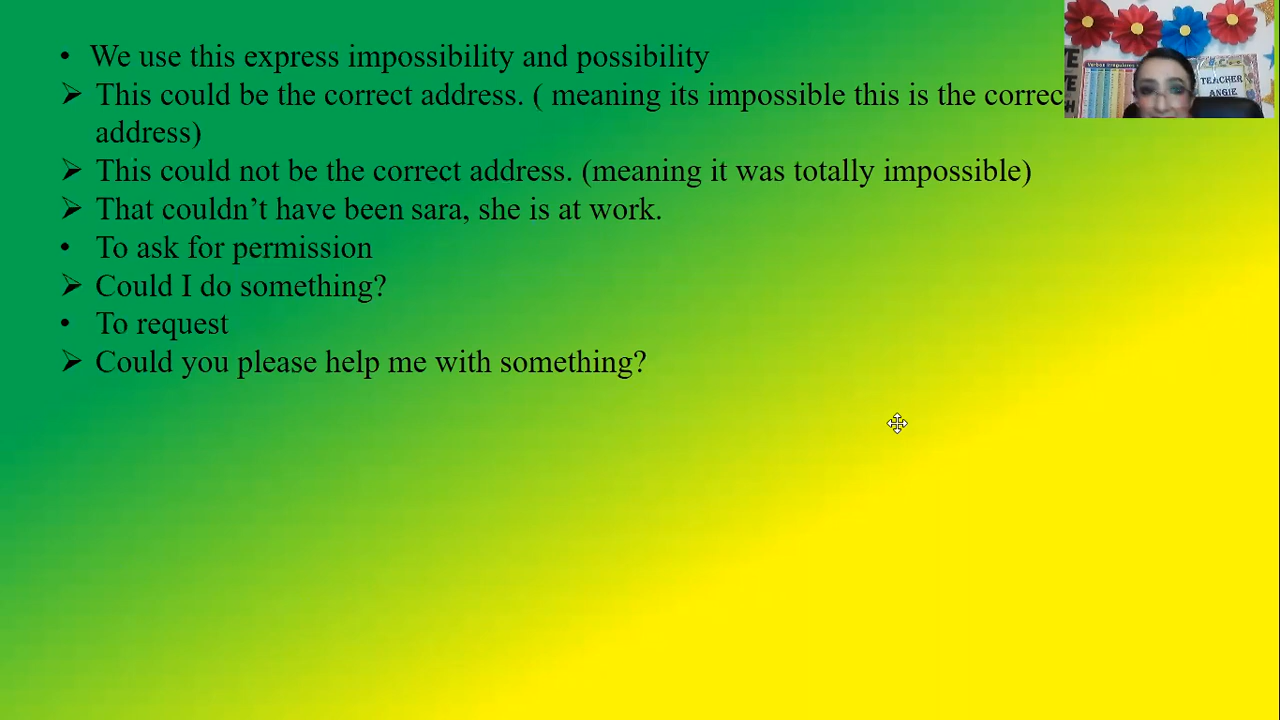 • We use this express impossibility and possibility
➢ This could be the correct address. ( meaning its impossible this is the correc
address)
➢ This could not be the correct address. (meaning it was totally impossible)
➢ That couldn’t have been sara, she is at work.
• To ask for permission
➢ Could I do something?
• To request
➢ Could you please help me with something?
TEACHER
ANGIE